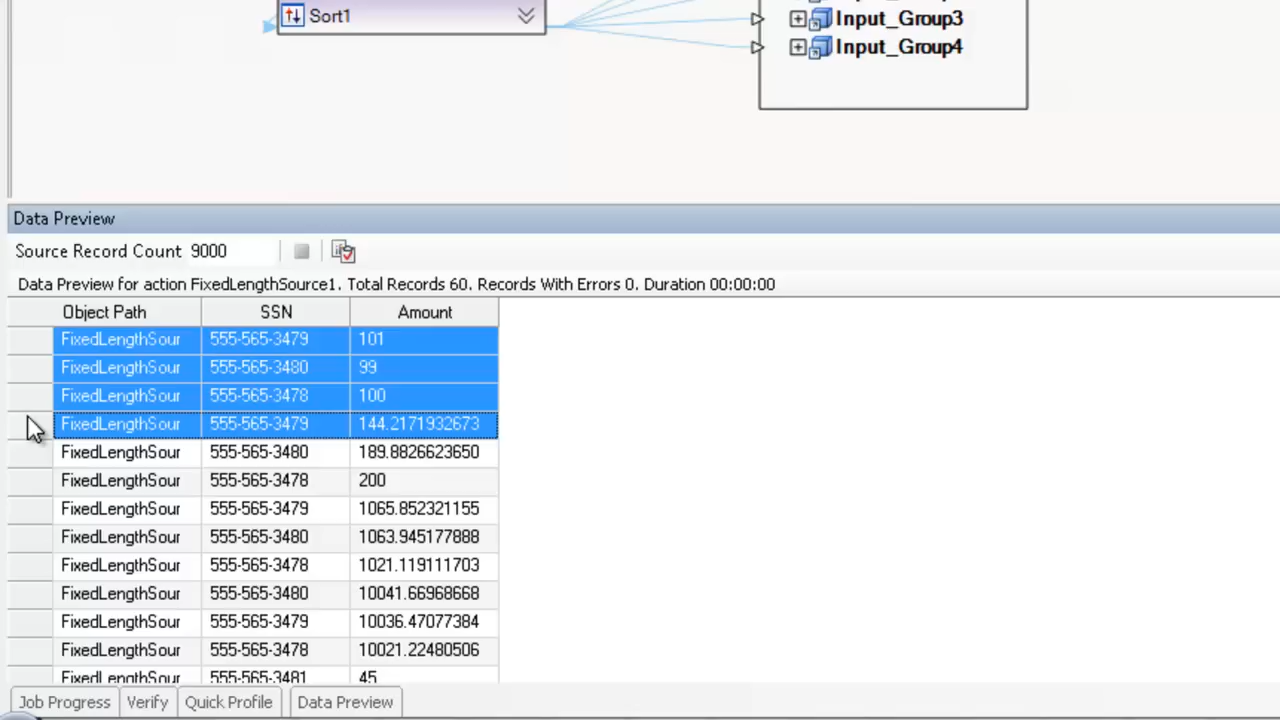 Sort1
Input_Group3
Input_Group4
Data Preview
Source Record Count 9000
Data Preview for action FixedLengthSource1. Total Records 60. Records With Errors 0. Duration 00:00:00
Object Path SSN Amount
FixedLengthSour 555-565-3479 101
FixedLengthSour 555-565-3480 99
FixedLengthSour 555-565-3478 100
FixedLengthSour 555-565-3479 144.2171932673
FixedLengthSour 555-565-3480 189.8826623650
FixedLengthSour 555-565-3478 200
FixedLengthSour 555-565-3479 1065.852321155
FixedLengthSour 555-565-3480 1063.945177888
FixedLengthSour 555-565-3478 1021.119111703
FixedLengthSour 555-565-3480 10041.66968668
FixedLengthSour 555-565-3479 10036.47077384
FixedLengthSour 555-565-3478 10021.22480506
FixedLengthSour 555-565-3481 45
Job Progress Verify Quick Profile Data Preview